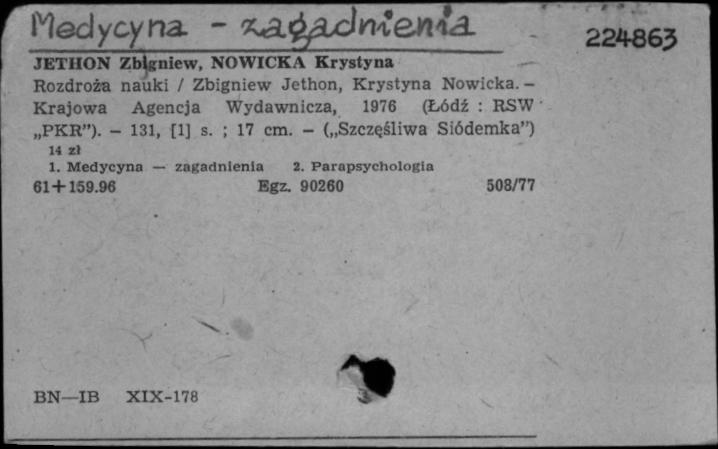 Medycyna - zagadnienia
224863
JETHON Zbigniew, NOWICKA Krystyna
Rozdroża nauki / Zbigniew Jethon, Krystyna Nowicka. –
Krajowa Agencja Wydawnicza, 1976 (Łódź : RSW
„PKR”). – 131, [1] s. ; 17 cm. – („Szczęśliwa Siódemka”)
14 zł
1. Medycyna — zagadnienia 2. Parapsychologia
61+159.96 Egz. 90260 508/77
BN—IB XIX-178